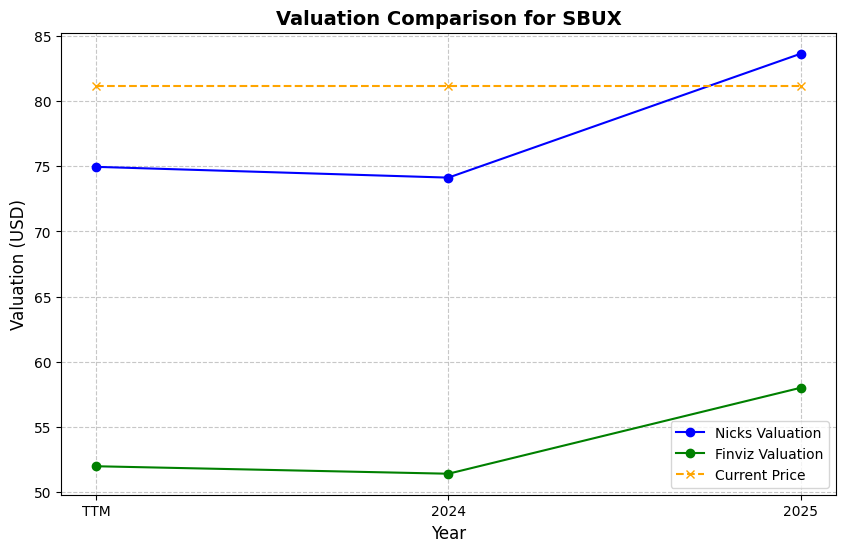 Valuation Comparison for SBUX
Valuation (USD)
85
80
75
70
65
60
55
50
Nicks Valuation
Finviz Valuation
Current Price
TTM 2024 2025
Year